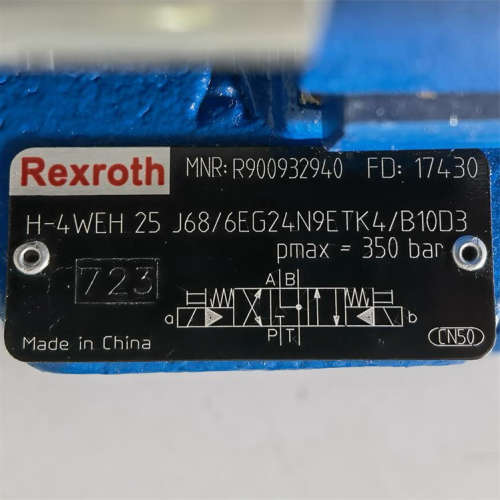 Rexroth MNR: R900932940 FD: 17430
H-4WEH 25 J68/6EG24N9ETK4/B10D3
pmax = 350 bar
723
A B
a T b
P T
Made in China CN50